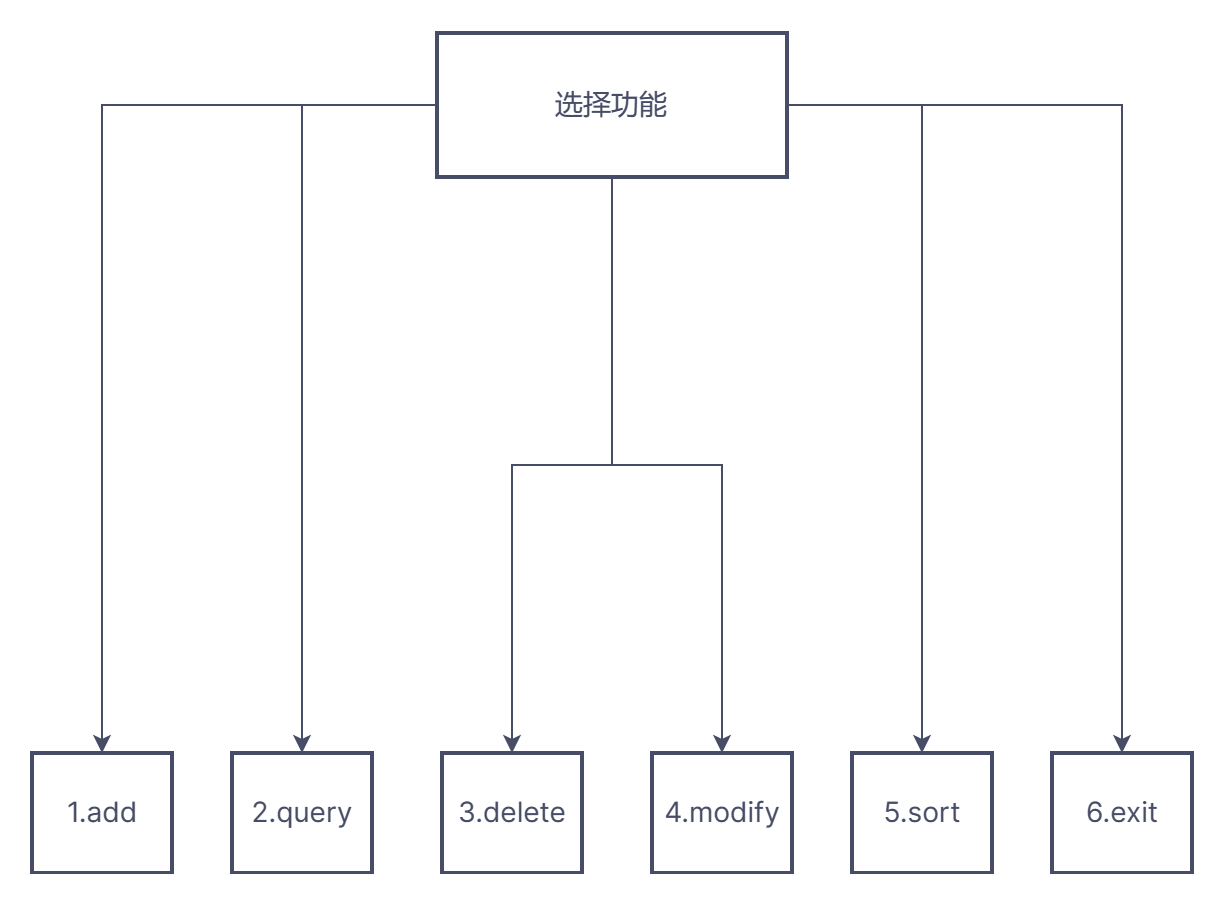 选择功能
1.add
2.query
3.delete
4.modify
5.sort
6.exit